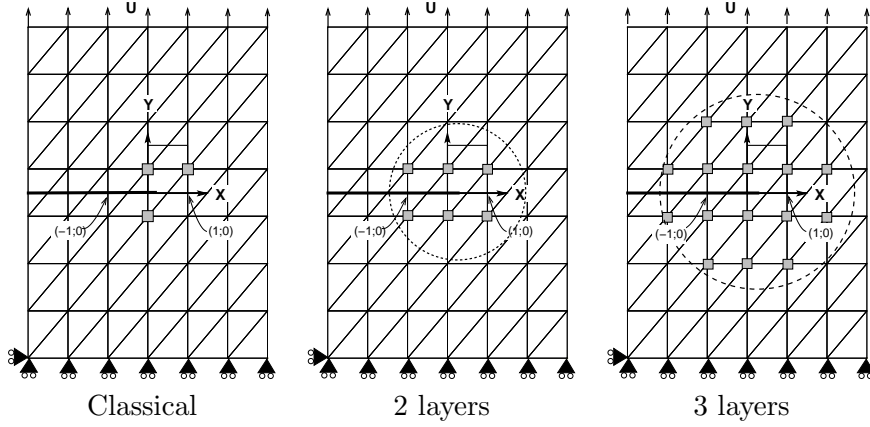 U U U
Y Y Y
X X X
(−1;0) (1;0) (−1;0) (1;0) (−1;0) (1;0)
Classical 2 layers 3 layers